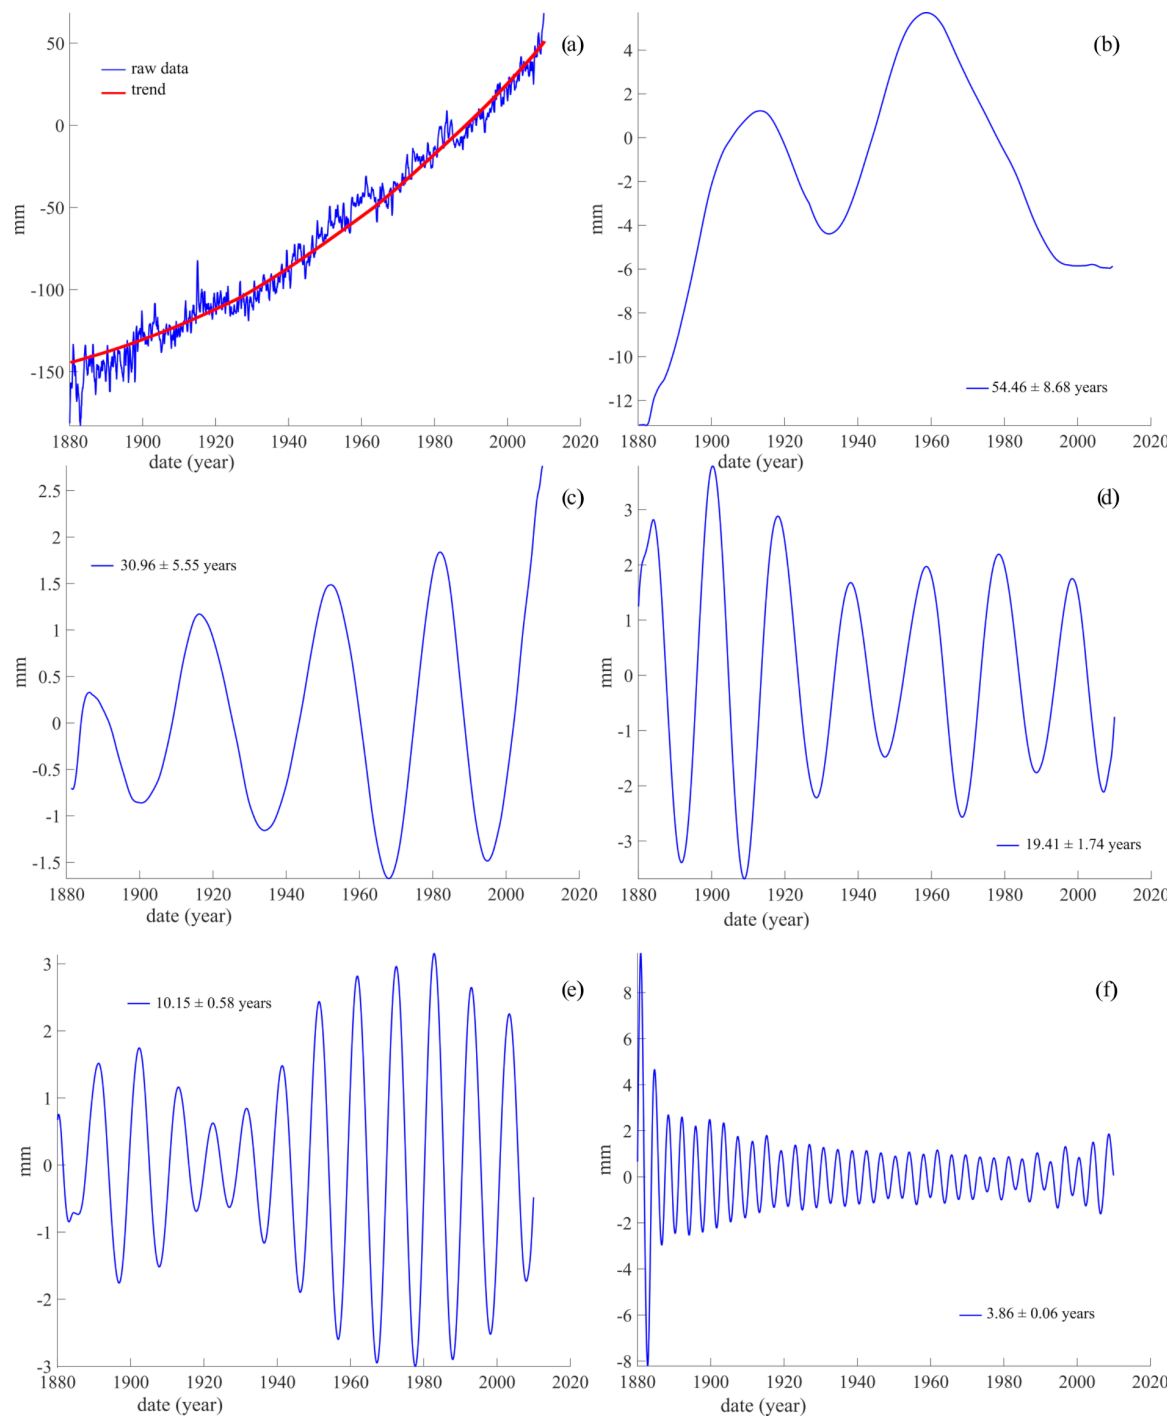 (a)
raw data
trend
50
0
-50
-100
-150
mm
1880 1900 1920 1940 1960 1980 2000 2020
date (year)
(b)
4
2
0
-2
-4
-6
-8
-10
-12
mm
54.46 ± 8.68 years
1880 1900 1920 1940 1960 1980 2000 2020
date (year)
(c)
2.5
2
1.5
1
0.5
0
-0.5
-1
-1.5
mm
30.96 ± 5.55 years
1880 1900 1920 1940 1960 1980 2000 2020
date (year)
(d)
3
2
1
0
-1
-2
-3
mm
19.41 ± 1.74 years
1880 1900 1920 1940 1960 1980 2000 2020
date (year)
(e)
3
2
1
0
-1
-2
-3
mm
10.15 ± 0.58 years
1880 1900 1920 1940 1960 1980 2000 2020
date (year)
(f)
8
6
4
2
0
-2
-4
-6
-8
mm
3.86 ± 0.06 years
1880 1900 1920 1940 1960 1980 2000 2020
date (year)